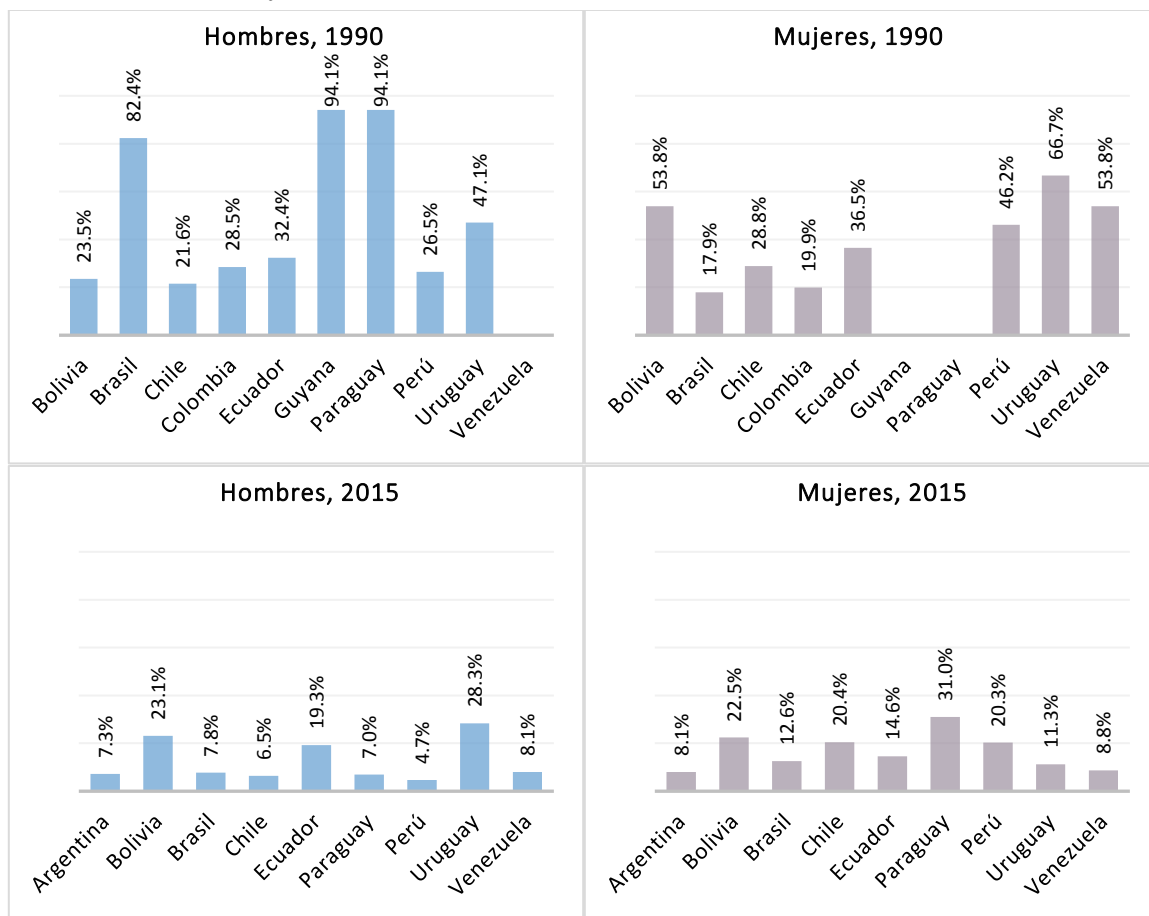 Hombres, 1990
23.5%
82.4%
21.6%
28.5%
32.4%
94.1%
94.1%
26.5%
47.1%
Bolivia
Brasil
Chile
Colombia
Ecuador
Guyana
Paraguay
Perú
Uruguay
Venezuela
Mujeres, 1990
53.8%
17.9%
28.8%
19.9%
36.5%
46.2%
66.7%
53.8%
Bolivia
Brasil
Chile
Colombia
Ecuador
Guyana
Paraguay
Perú
Uruguay
Venezuela
Hombres, 2015
7.3%
23.1%
7.8%
6.5%
19.3%
7.0%
4.7%
28.3%
8.1%
Argentina
Bolivia
Brasil
Chile
Ecuador
Paraguay
Perú
Uruguay
Venezuela
Mujeres, 2015
8.1%
22.5%
12.6%
20.4%
14.6%
31.0%
20.3%
11.3%
8.8%
Argentina
Bolivia
Brasil
Chile
Ecuador
Paraguay
Perú
Uruguay
Venezuela